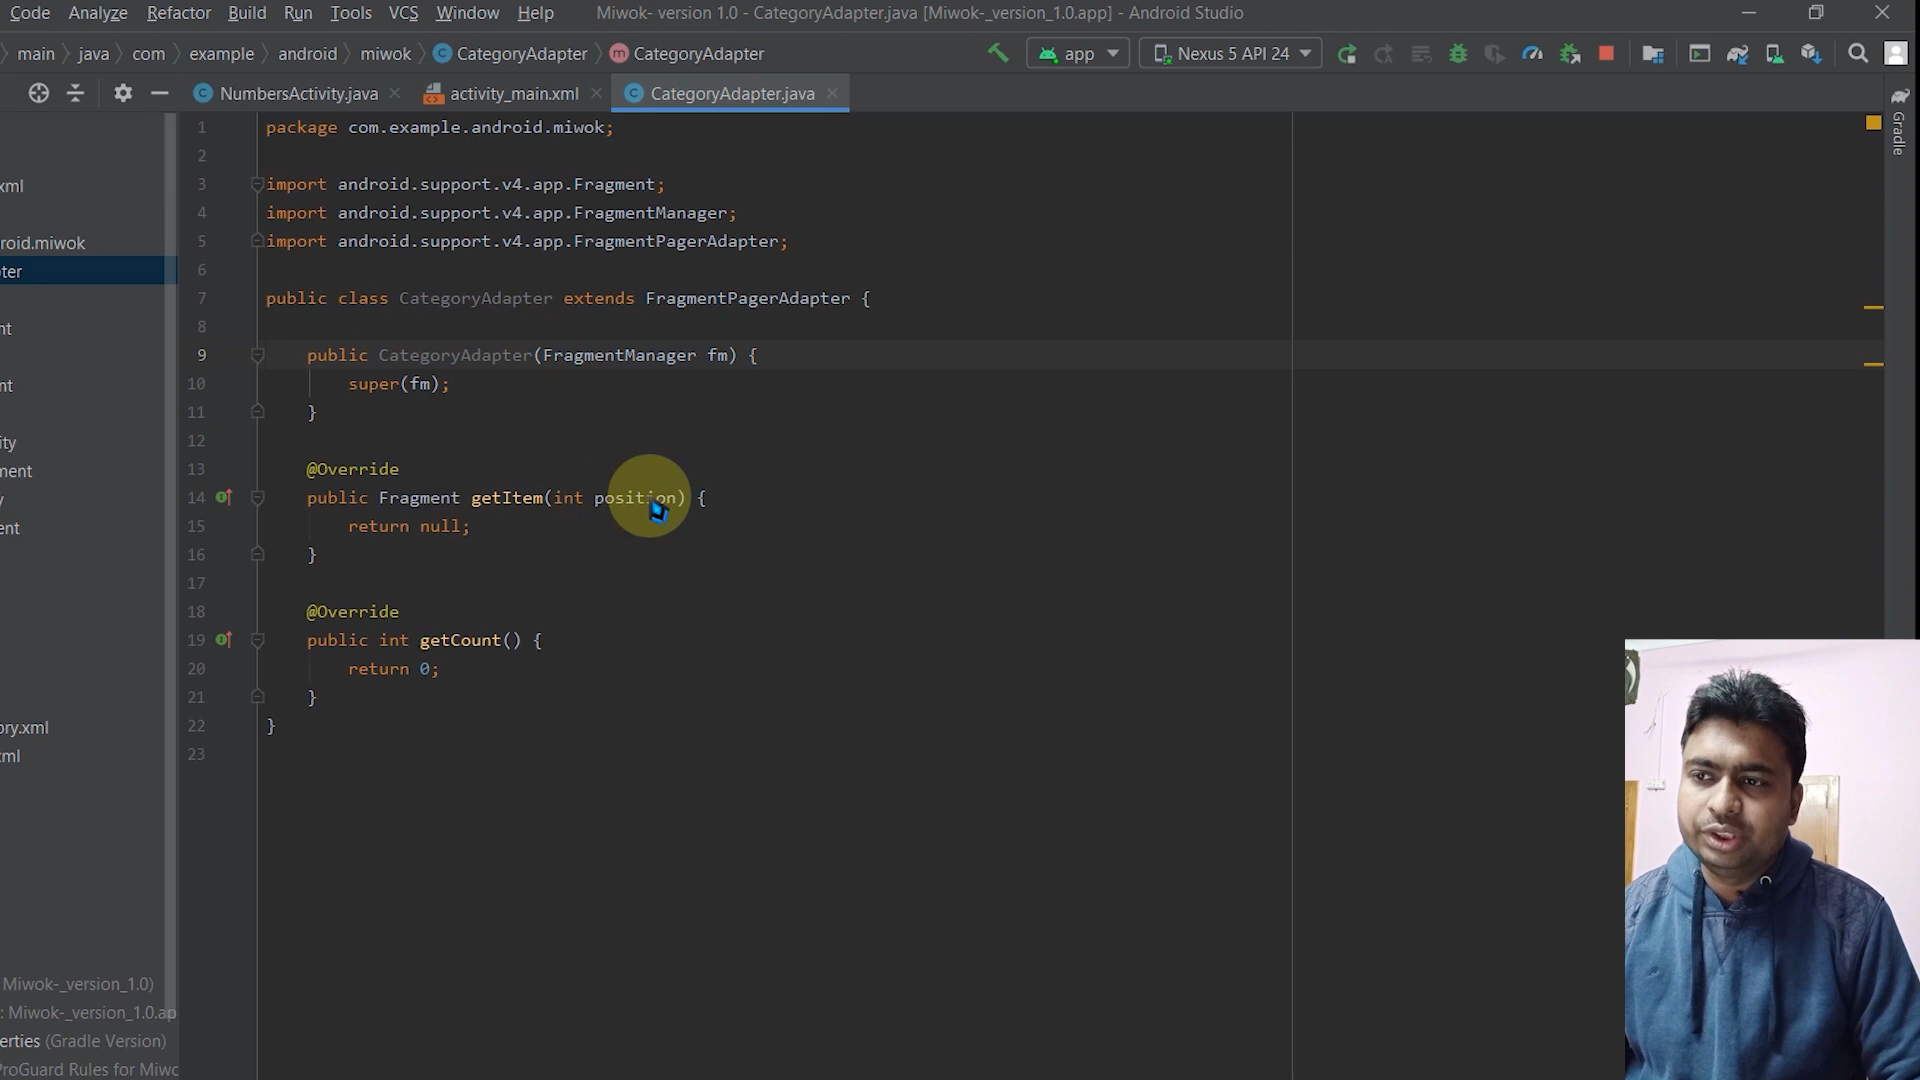 Code Analyze Refactor Build Run Tools VCS Window Help Miwok- version 1.0 - CategoryAdapter.java [Miwok-_version_1.0.app] - Android Studio
main java com example android miwok CategoryAdapter CategoryAdapter app Nexus 5 API 24
NumbersActivity.java activity_main.xml CategoryAdapter.java
Gradle
xml
roid.miwok
pter
nt
nt
ity
ment
y
ent
ory.xml
xml
Miwok-_version_1.0)
: Miwok-_version_1.0.ap
erties (Gradle Version)
ProGuard Rules for Miwo
1 package com.example.android.miwok;
2
3 import android.support.v4.app.Fragment;
4 import android.support.v4.app.FragmentManager;
5 import android.support.v4.app.FragmentPagerAdapter;
6
7 public class CategoryAdapter extends FragmentPagerAdapter {
8
9 public CategoryAdapter(FragmentManager fm) {
10 super(fm);
11 }
12
13 @Override
14 public Fragment getItem(int position) {
15 return null;
16 }
17
18 @Override
19 public int getCount() {
20 return 0;
21 }
22 }
23